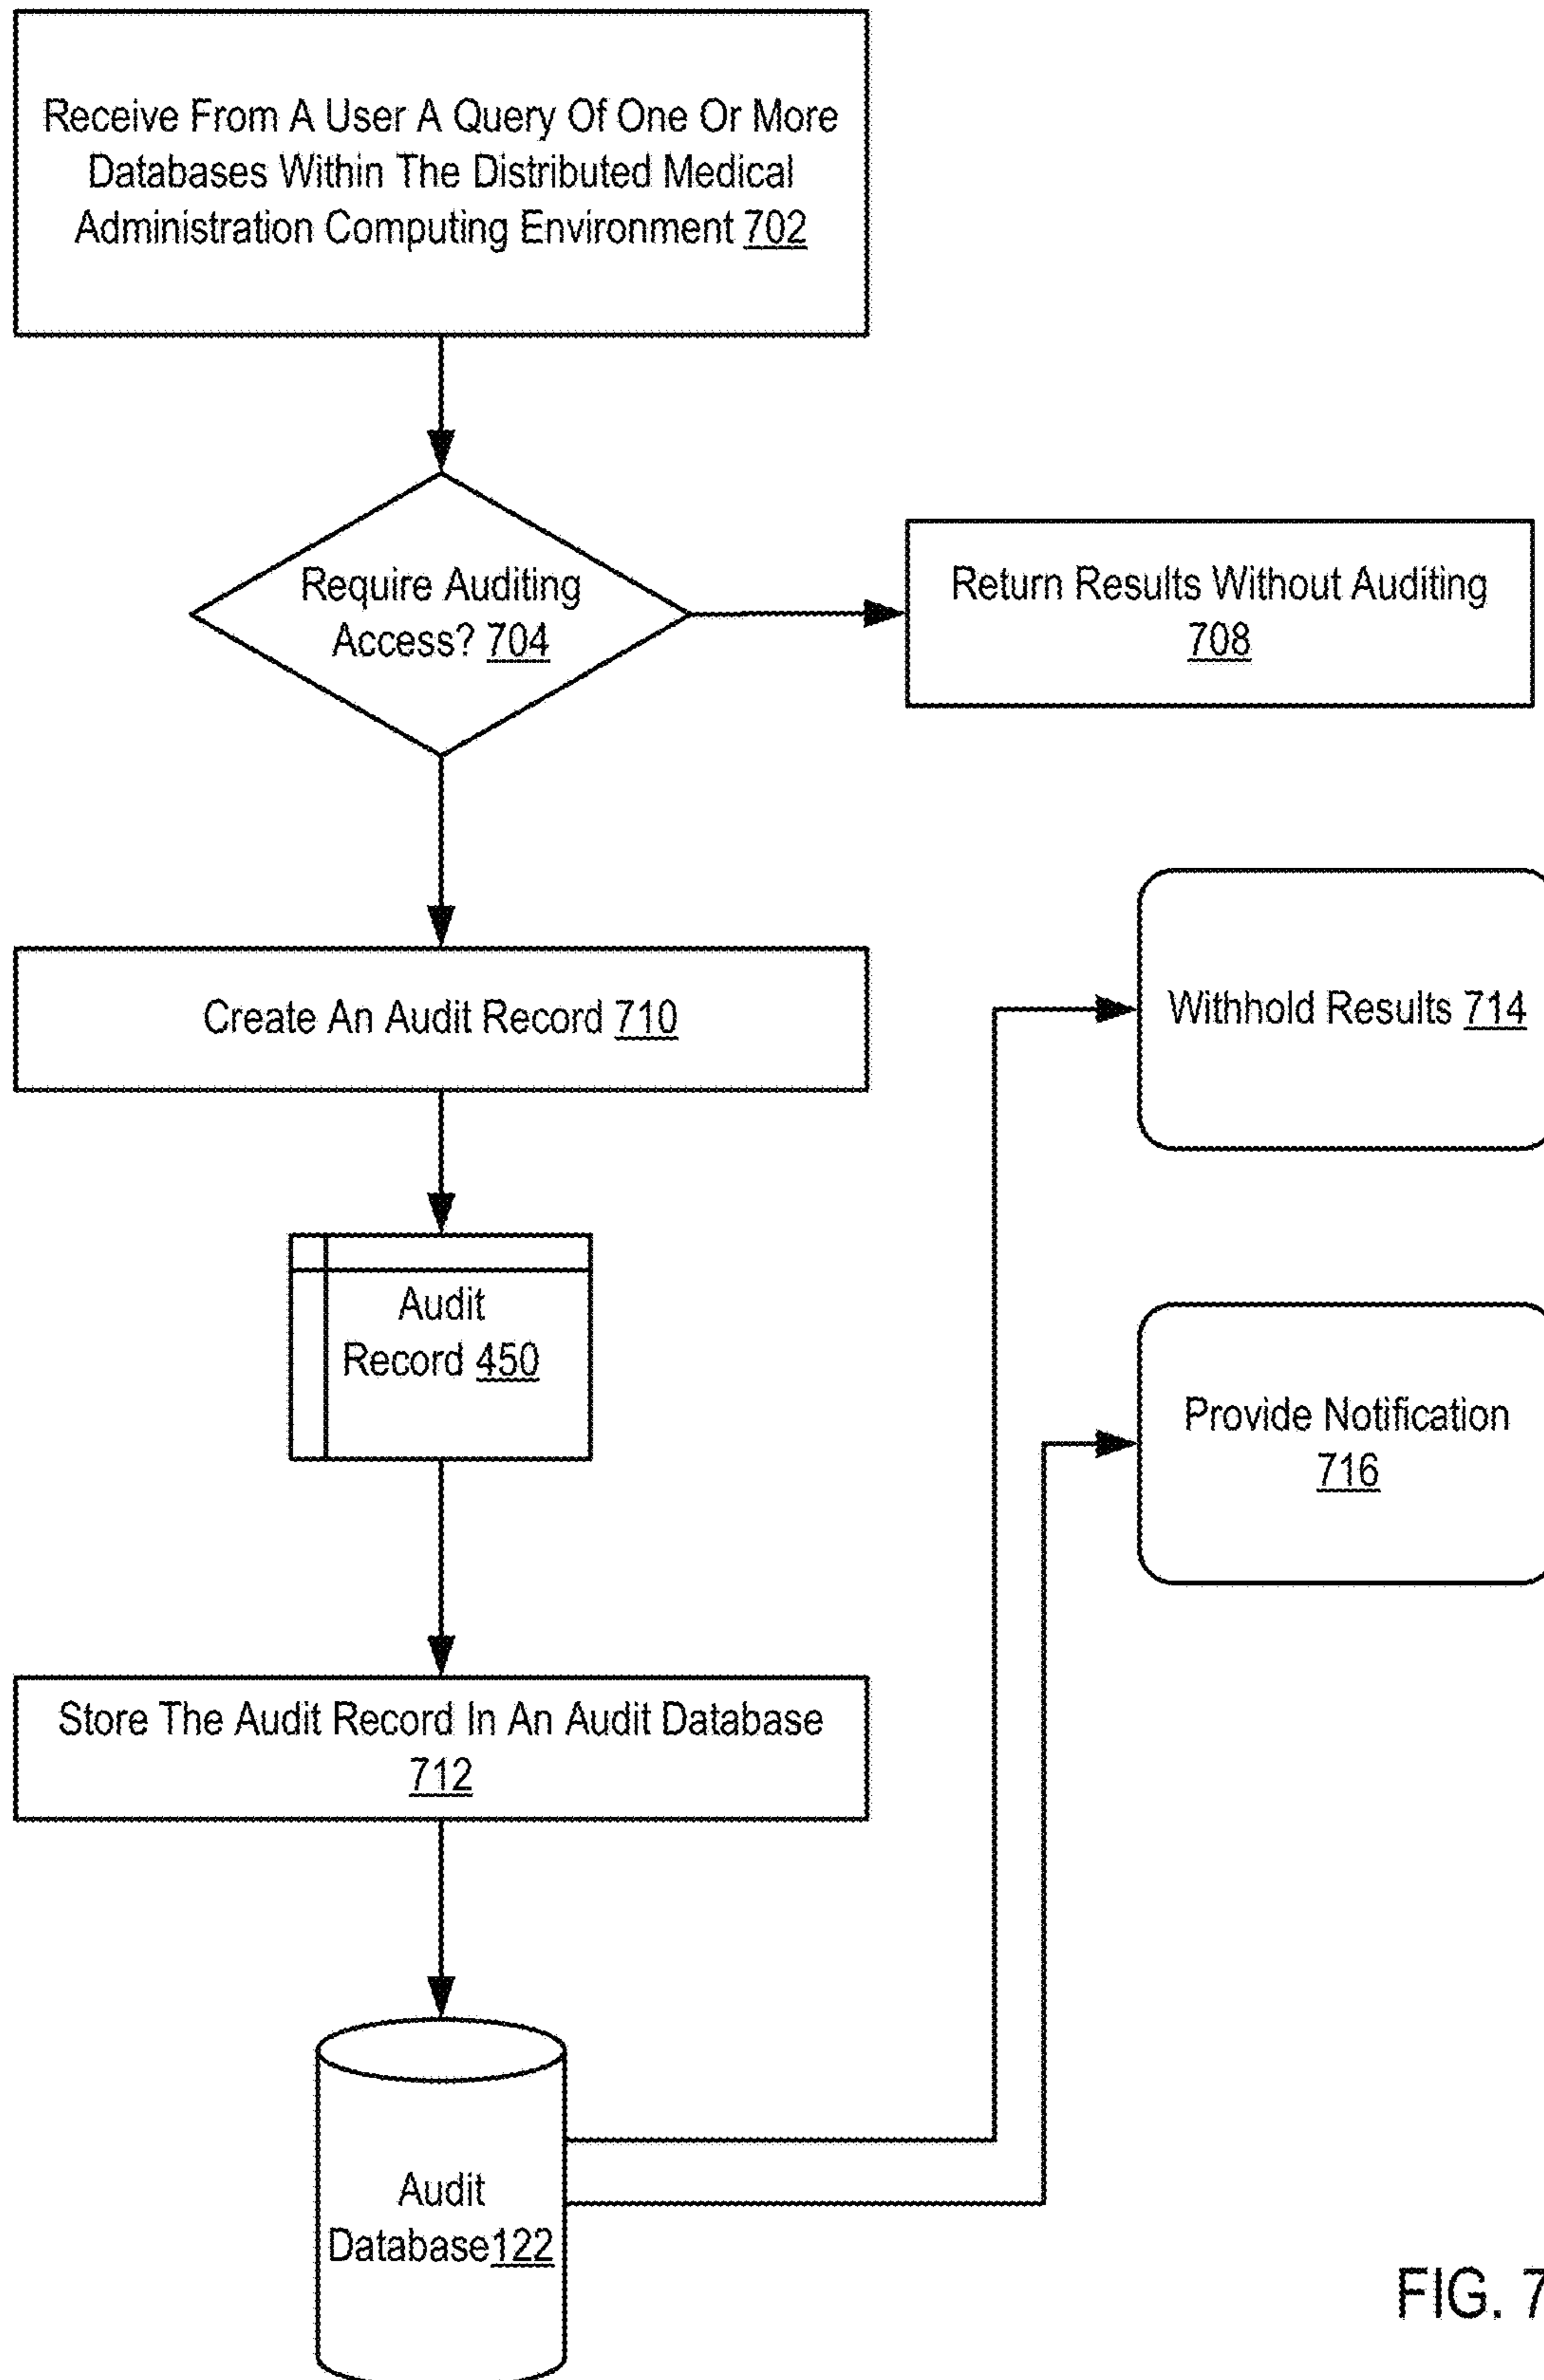 Receive From A User A Query Of One Or More
Databases Within The Distributed Medical
Administration Computing Environment 702
Require Auditing
Access? 704
Return Results Without Auditing
708
Create An Audit Record 710
Withhold Results 714
Audit
Record 450
Provide Notification
716
Store The Audit Record In An Audit Database
712
Audit
Database122
FIG. 7